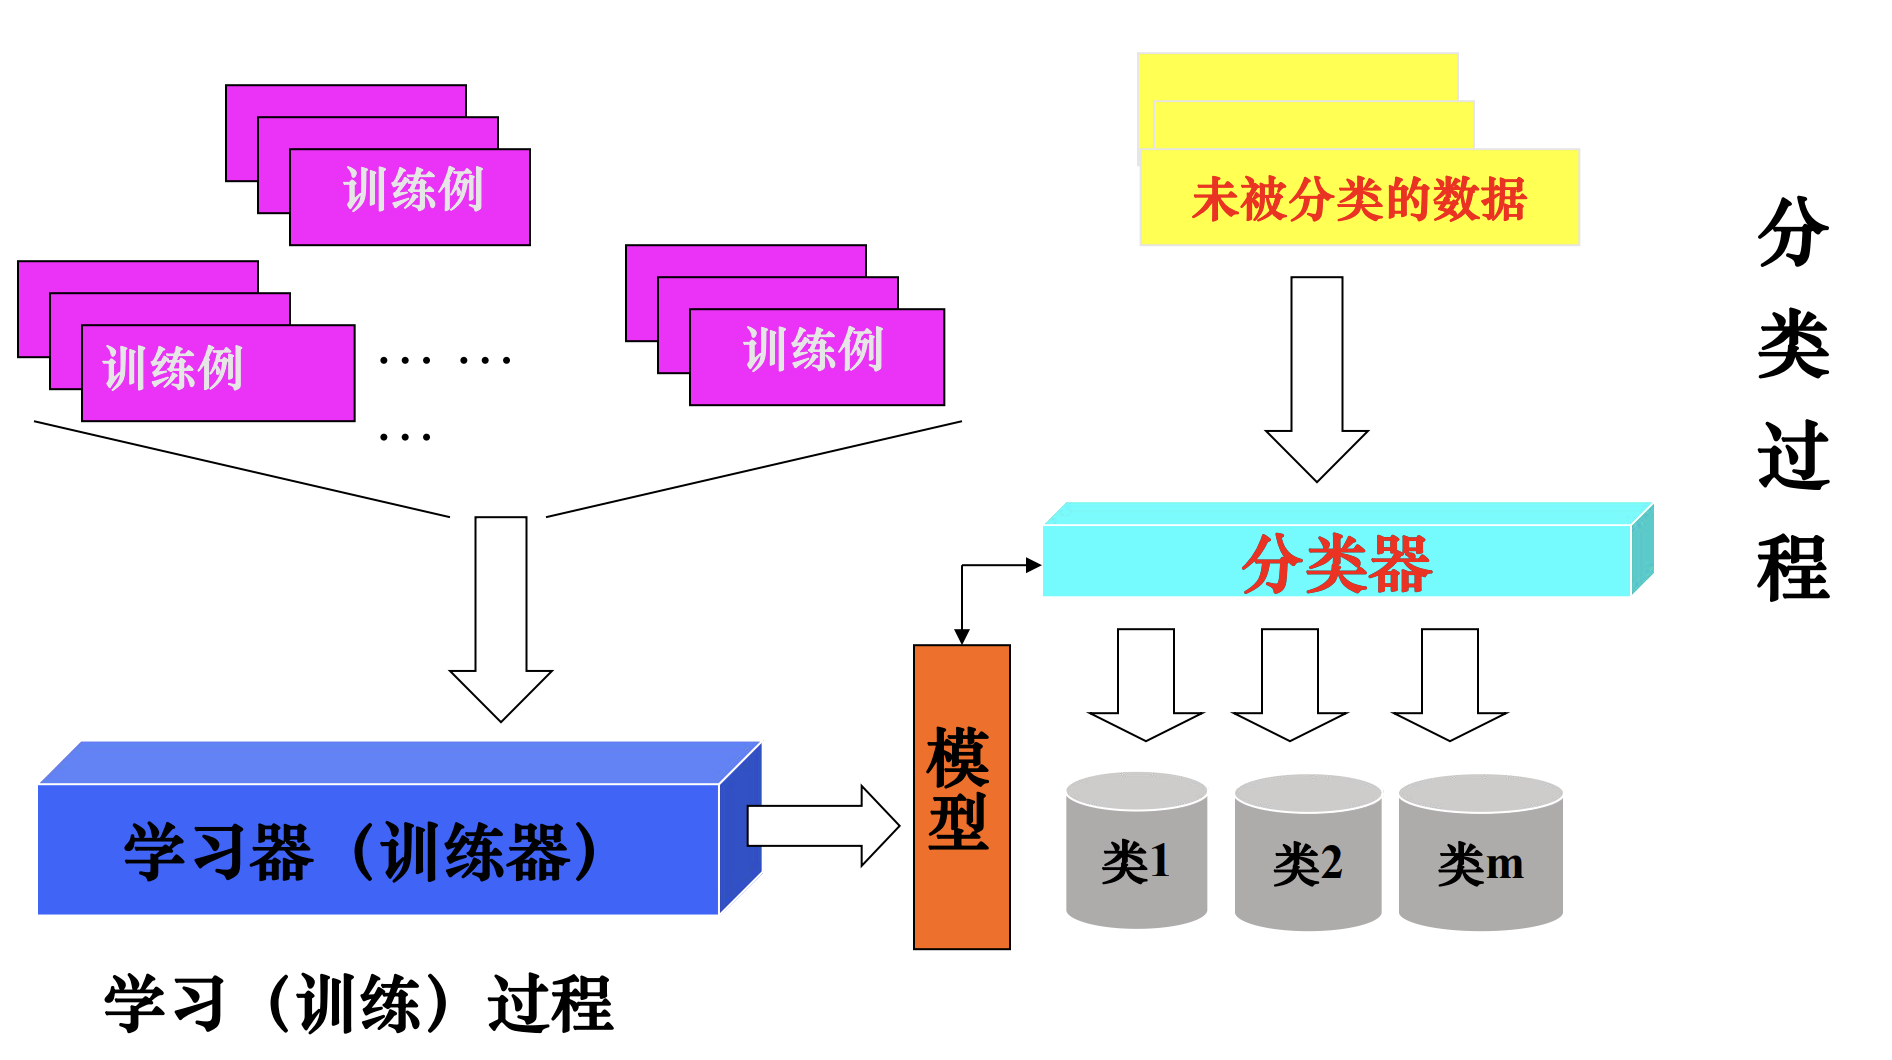 训练例
训练例
… …
…
训练例
学习器（训练器）
学习（训练）过程
模
型
未被分类的数据
分类器
类1
类2
类m
分
类
过
程